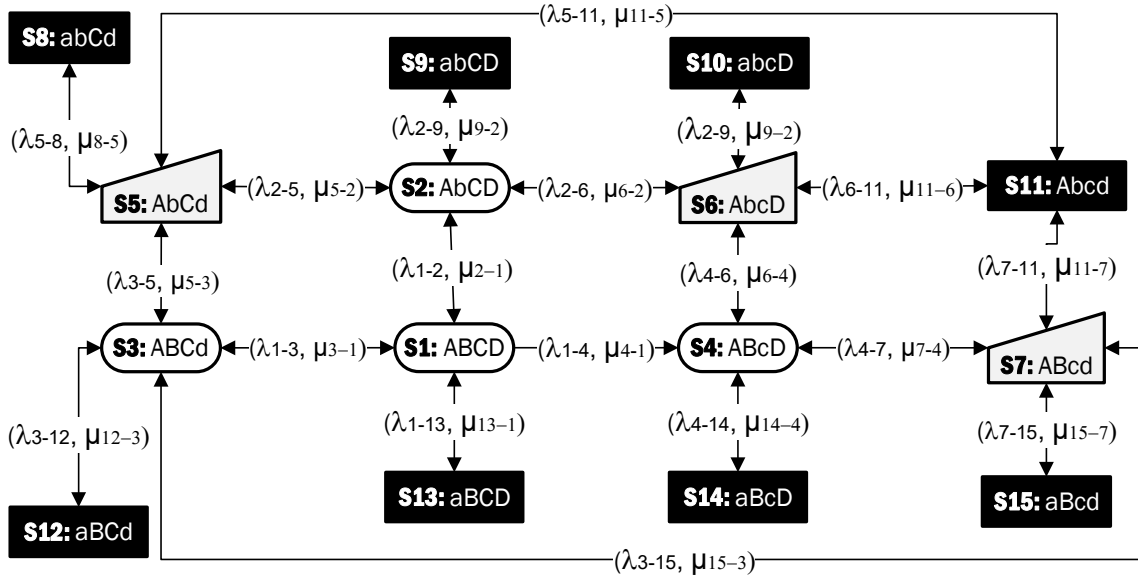 (λ5-11, μ11-5)
S8: abCd
S9: abCD
S10: abcD
(λ5-8, μ8-5)
(λ2-9, μ9-2)
(λ2-9, μ9–2)
S5: AbCd
(λ2-5, μ5-2)
S2: AbCD
(λ2-6, μ6-2)
S6: AbcD
(λ6-11, μ11–6)
S11: Abcd
(λ3-5, μ5-3)
(λ1-2, μ2–1)
(λ4-6, μ6-4)
(λ7-11, μ11-7)
S3: ABCd
(λ1-3, μ3–1)
S1: ABCD
(λ1-4, μ4-1)
S4: ABcD
(λ4-7, μ7-4)
S7: ABcd
(λ3-12, μ12–3)
(λ1-13, μ13–1)
(λ4-14, μ14–4)
(λ7-15, μ15–7)
S12: aBCd
S13: aBCD
S14: aBcD
S15: aBcd
(λ3-15, μ15–3)